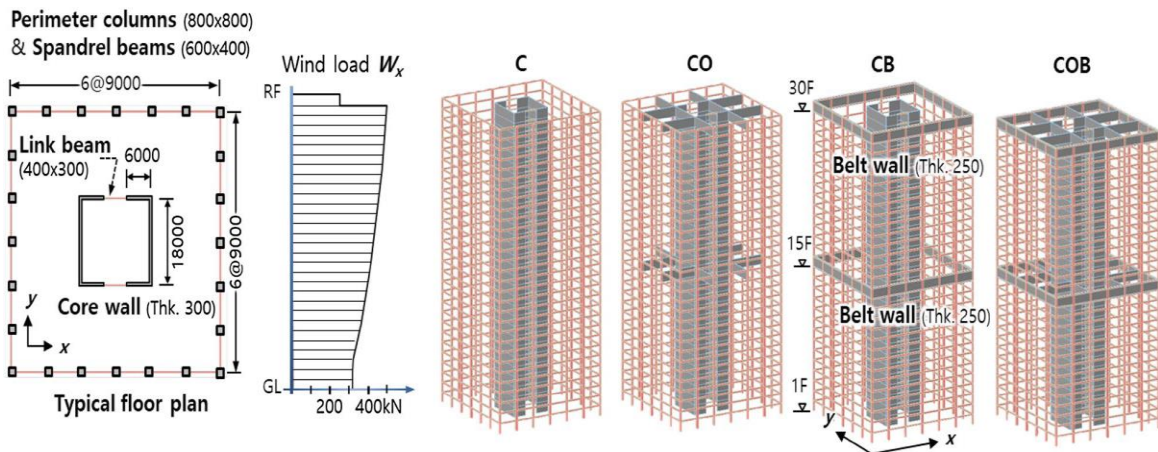 Perimeter columns (800x800)
& Spandrel beams (600x400)
6@9000
Link beam
(400x300)
6000
18000
6@9000
Core wall (Thk. 300)
y
x
Typical floor plan
Wind load Wx
RF
GL
200
400kN
C
CO
CB
COB
30F
Belt wall (Thk. 250)
15F
Belt wall (Thk. 250)
1F
y
x